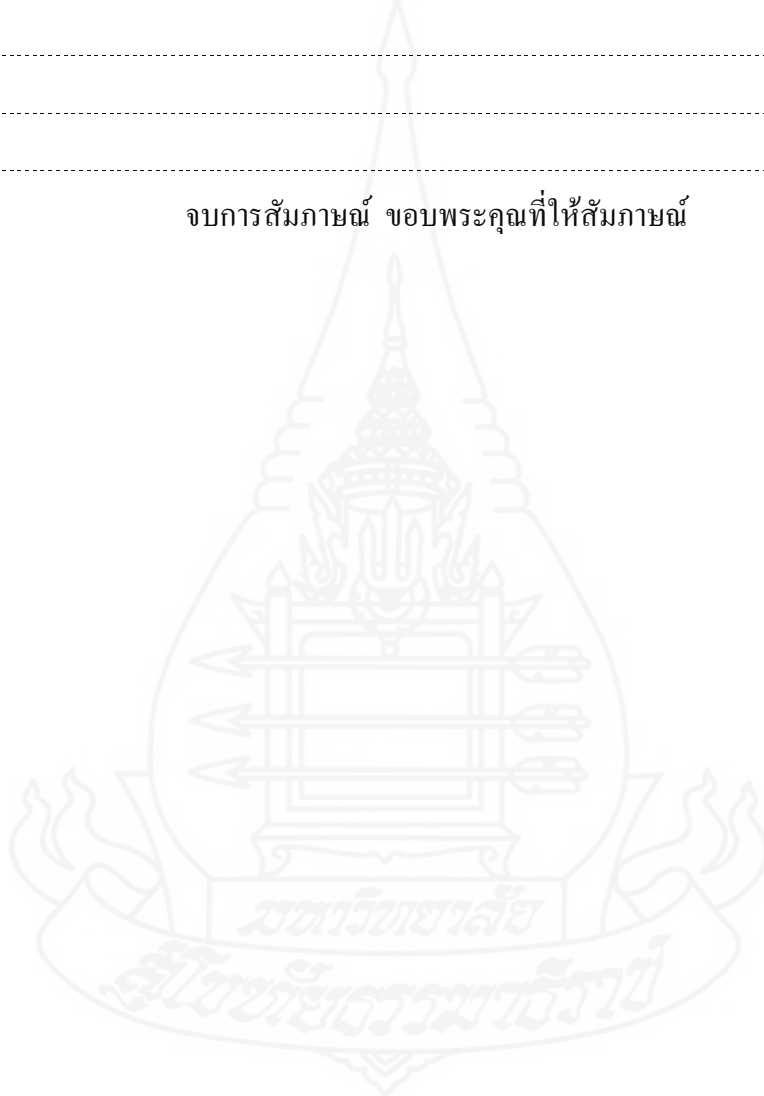 จบการสัมภาษณ์ ขอบพระคุณที่ให้สัมภาษณ์
มหาวิทยาลัย
สุโขทัยธรรมาธิราช